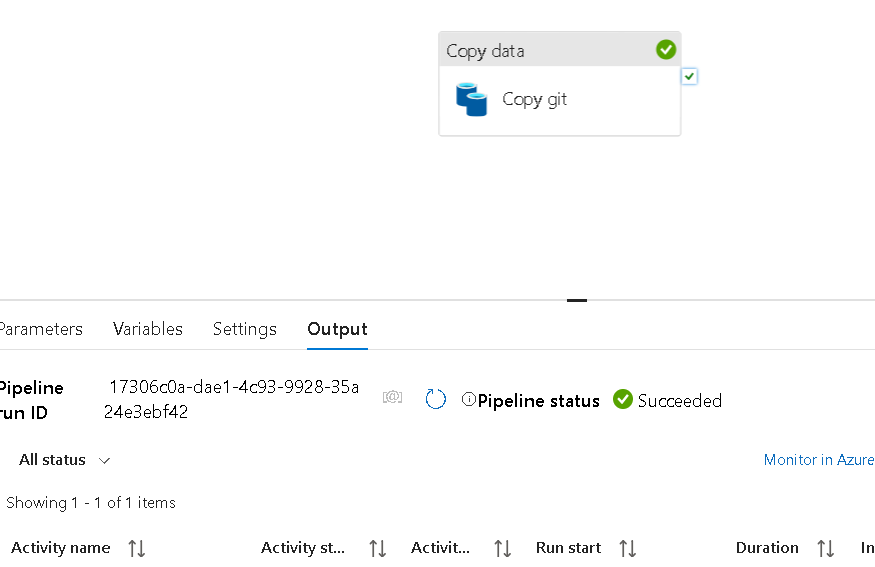 Copy data
Copy git
Parameters Variables Settings Output
Pipeline run ID
17306c0a-dae1-4c93-9928-35a
24e3ebf42
Pipeline status Succeeded
All status
Monitor in Azure
Showing 1 - 1 of 1 items
Activity name Activity st... Activit... Run start Duration In